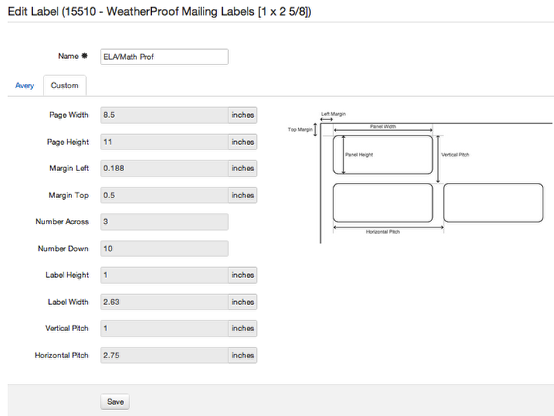 Edit Label (15510 - WeatherProof Mailing Labels [1 x 2 5/8])
Name ✱ ELA/Math Prof
Avery Custom
Page Width 8.5 inches
Page Height 11 inches
Margin Left 0.188 inches
Margin Top 0.5 inches
Number Across 3
Number Down 10
Label Height 1 inches
Label Width 2.63 inches
Vertical Pitch 1 inches
Horizontal Pitch 2.75 inches
Left Margin
Top Margin
Panel Width
Panel Height
Vertical Pitch
Horizontal Pitch
Save